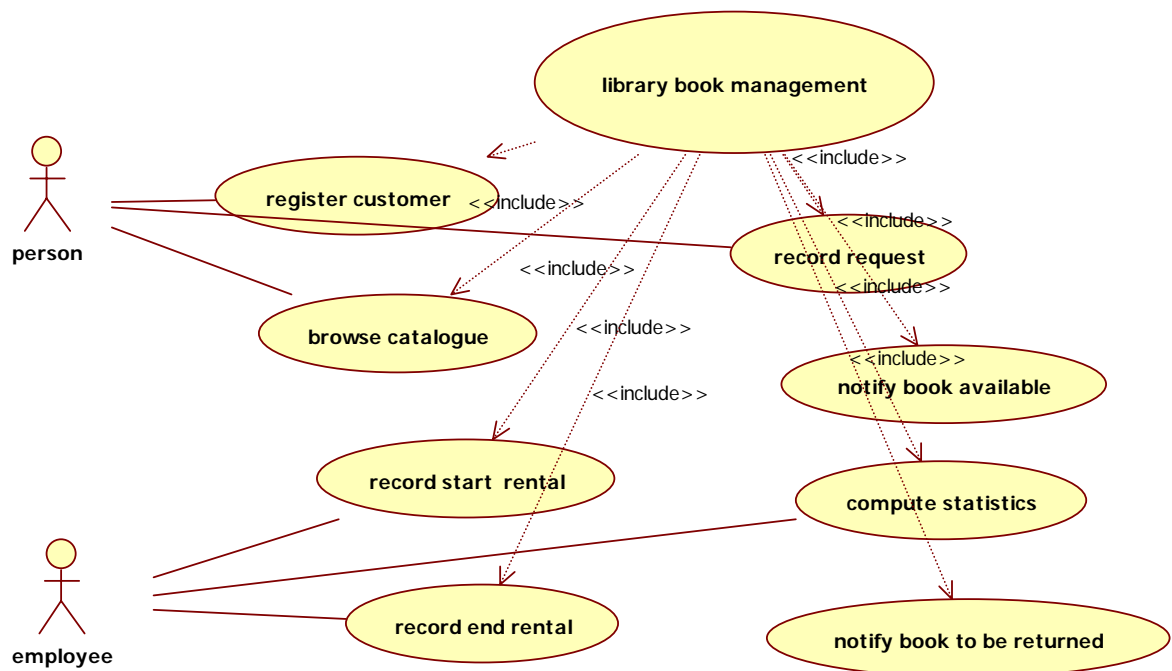 library book management
<<include>>
register customer
<<include>>
person
<<include>>
record request
<<include>>
<<include>>
browse catalogue
<<include>>
<<include>>
notify book available
<<include>>
record start  rental
compute statistics
record end rental
notify book to be returned
employee